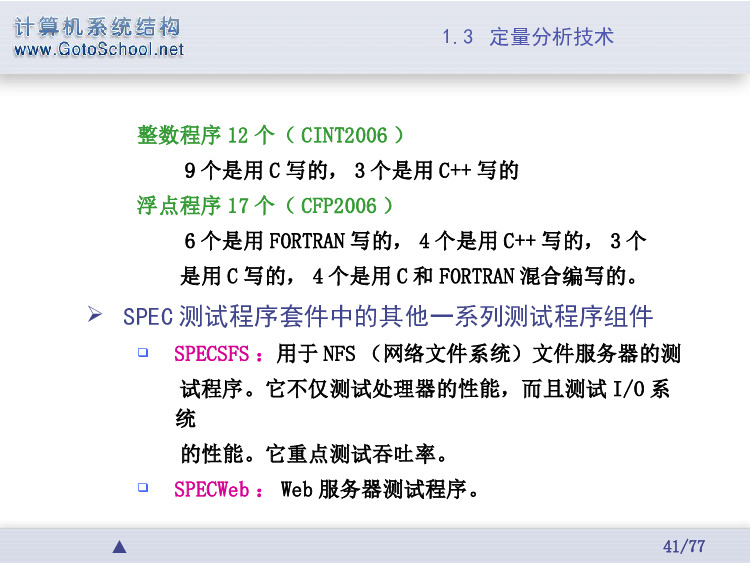 计算机系统结构
www.GotoSchool.net
1.3 定量分析技术
整数程序 12 个（ CINT2006 ）
9 个是用 C 写的， 3 个是用 C++ 写的
浮点程序 17 个（ CFP2006 ）
6 个是用 FORTRAN 写的， 4 个是用 C++ 写的， 3 个
是用 C 写的， 4 个是用 C 和 FORTRAN 混合编写的。
SPEC 测试程序套件中的其他一系列测试程序组件
SPECSFS ：用于 NFS （网络文件系统）文件服务器的测
试程序。它不仅测试处理器的性能，而且测试 I/O 系
统
的性能。它重点测试吞吐率。
SPECWeb ： Web 服务器测试程序。
41/77